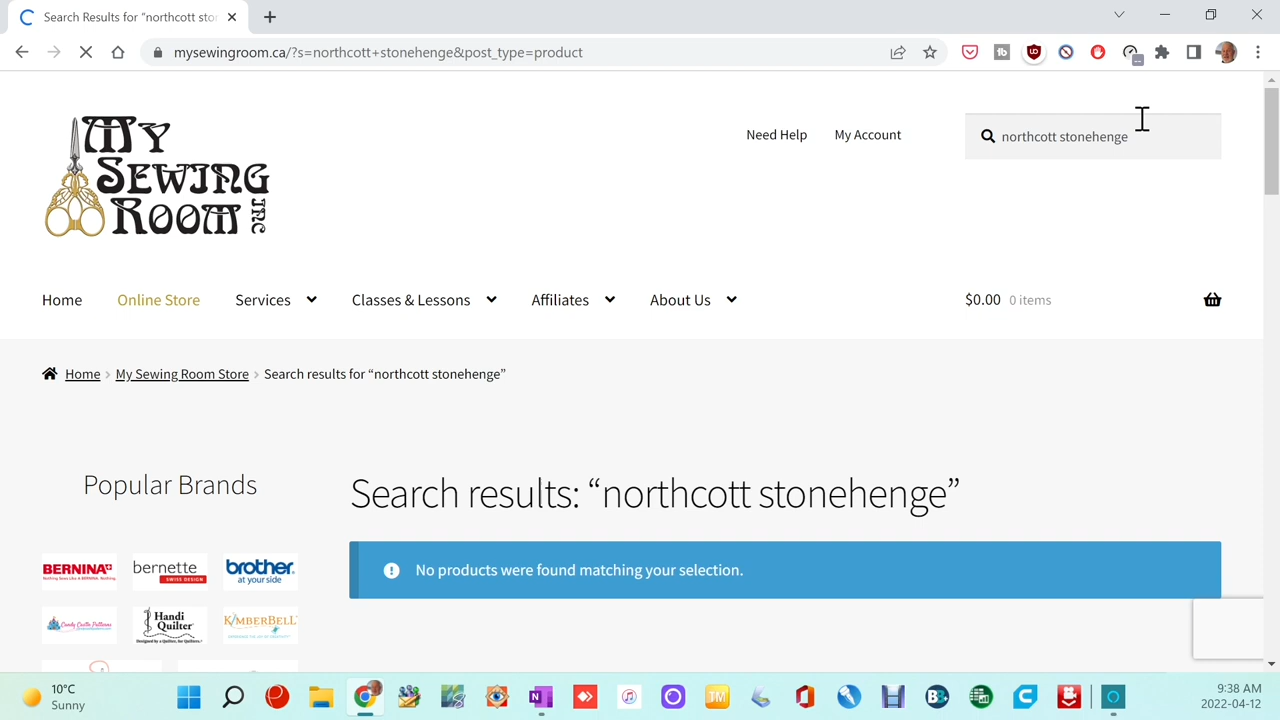 Search Results for “northcott sto
mysewingroom.ca/?s=northcott+stonehenge&post_type=product
MY SEWING ROOM INC
Need Help
My Account
northcott stonehenge
Home
Online Store
Services
Classes & Lessons
Affiliates
About Us
$0.00 0 items
Home
My Sewing Room Store
Search results for “northcott stonehenge”
Popular Brands
Search results: “northcott stonehenge”
No products were found matching your selection.
BERNINA
Nothing Sews Like A BERNINA. Nothing.
bernette
SWISS DESIGN
brother
at your side
Candy Castle Patterns
Handi
Quilter
Designed by a Quilter, for Quilters.
KIMBERBELL
10°C
Sunny
9:38 AM
2022-04-12